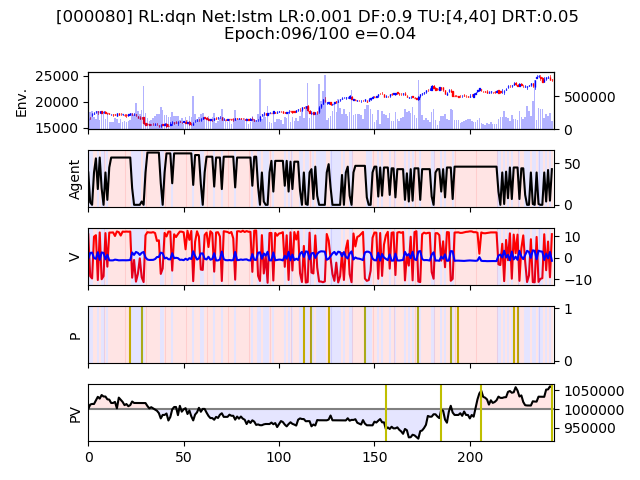 [000080] RL:dqn Net:lstm LR:0.001 DF:0.9 TU:[4,40] DRT:0.05
Epoch:096/100 e=0.04
Env.
25000
20000
15000
500000
0
Agent
50
0
V
10
0
−10
P
1
0
PV
1050000
1000000
950000
0 50 100 150 200